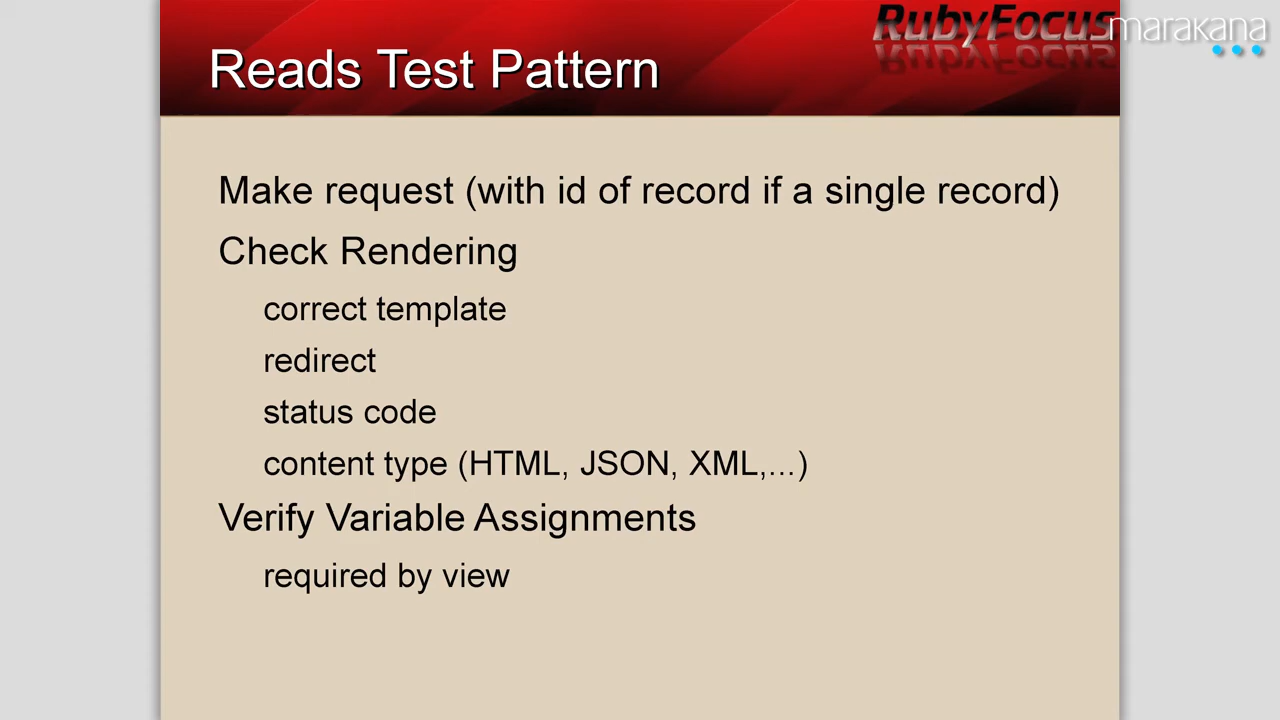 RubyFocus
marakana
Reads Test Pattern
Make request (with id of record if a single record)
Check Rendering
correct template
redirect
status code
content type (HTML, JSON, XML,...)
Verify Variable Assignments
required by view